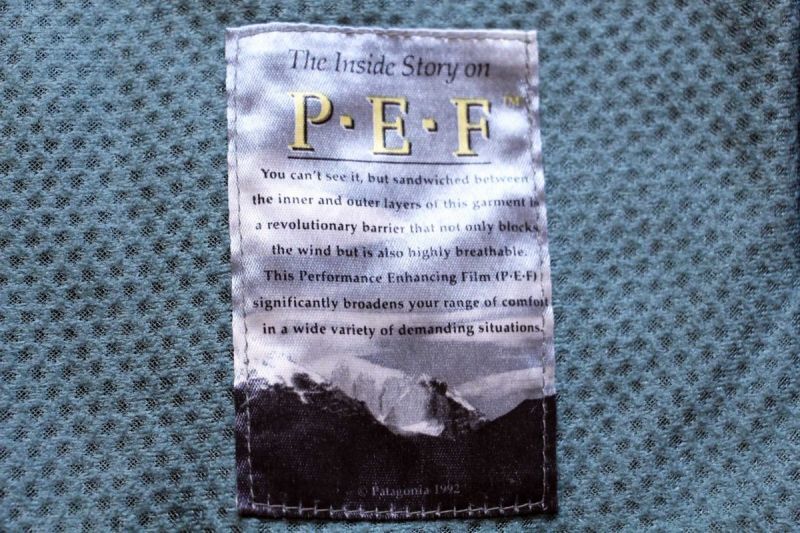 The Inside Story on
P·E·F™
You can't see it, but sandwiched between
the inner and outer layers of this garment is
a revolutionary barrier that not only blocks
the wind but is also highly breathable.
This Performance Enhancing Film (P·E·F)
significantly broadens your range of comfort
in a wide variety of demanding situations.
© Patagonia 1992